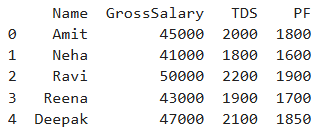 Name GrossSalary TDS PF
0 Amit 45000 2000 1800
1 Neha 41000 1800 1600
2 Ravi 50000 2200 1900
3 Reena 43000 1900 1700
4 Deepak 47000 2100 1850